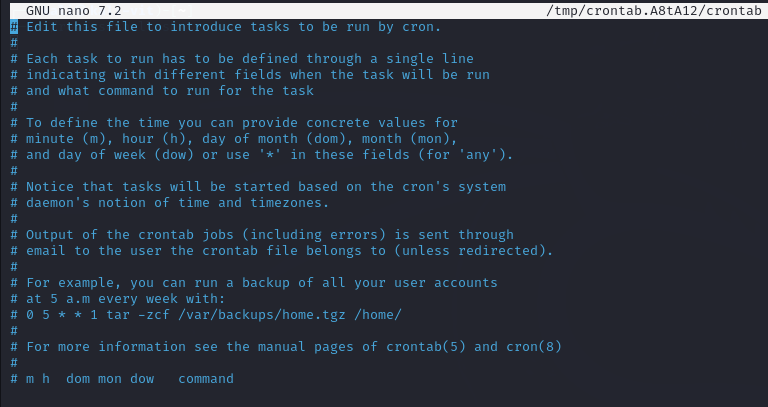 GNU nano 7.2 /tmp/crontab.A8tA12/crontab
# Edit this file to introduce tasks to be run by cron.
#
# Each task to run has to be defined through a single line
# indicating with different fields when the task will be run
# and what command to run for the task
#
# To define the time you can provide concrete values for
# minute (m), hour (h), day of month (dom), month (mon),
# and day of week (dow) or use '*' in these fields (for 'any').
#
# Notice that tasks will be started based on the cron's system
# daemon's notion of time and timezones.
#
# Output of the crontab jobs (including errors) is sent through
# email to the user the crontab file belongs to (unless redirected).
#
# For example, you can run a backup of all your user accounts
# at 5 a.m every week with:
# 0 5 * * 1 tar -zcf /var/backups/home.tgz /home/
#
# For more information see the manual pages of crontab(5) and cron(8)
#
# m h  dom mon dow   command